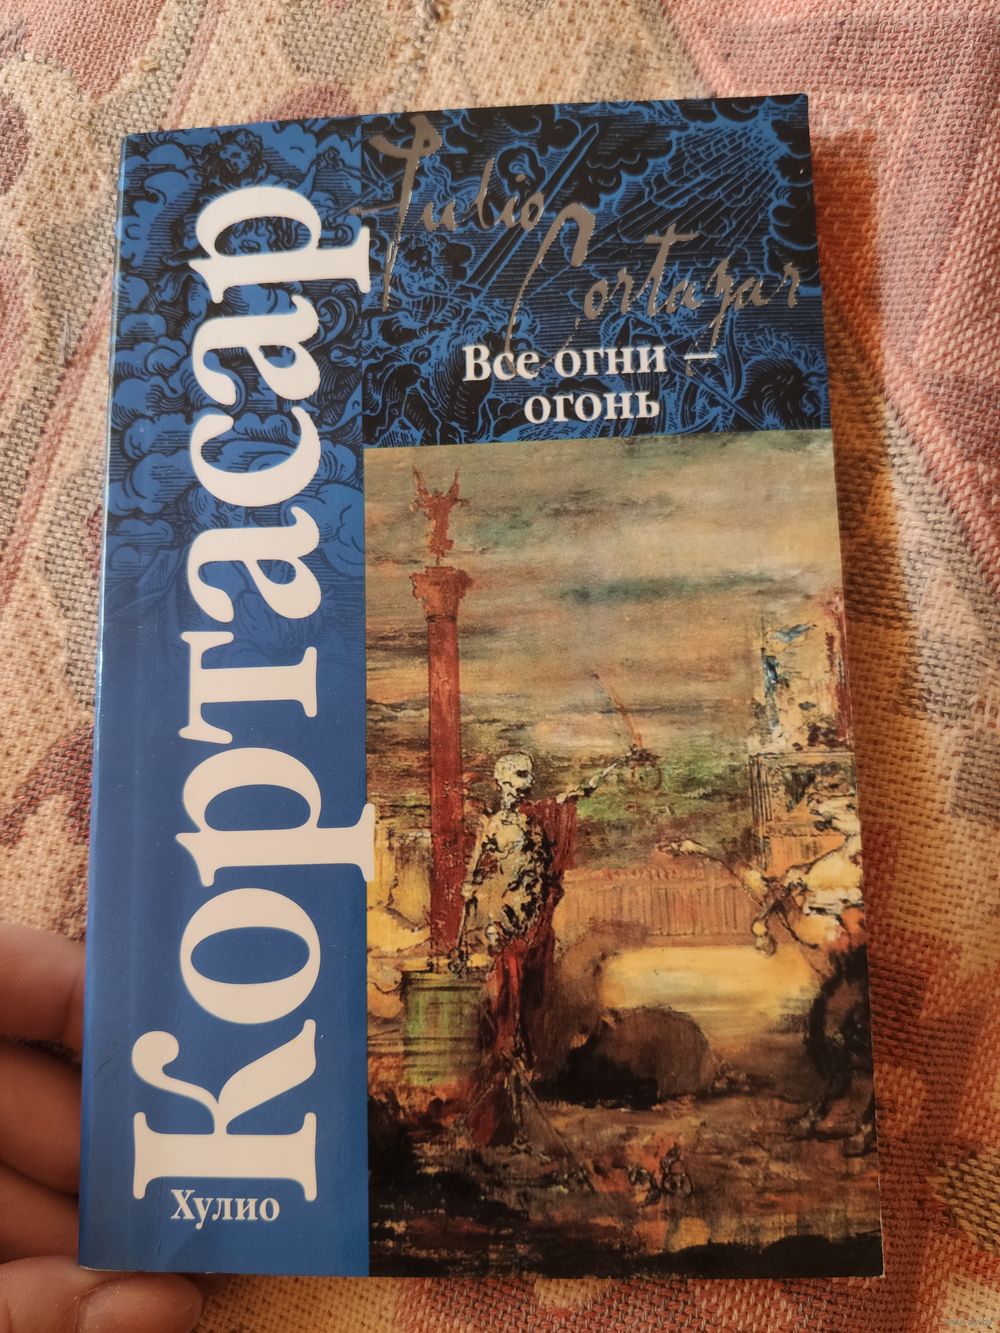 Julio
Cortazar
Все огни –
огонь
Хулио
Кортасар